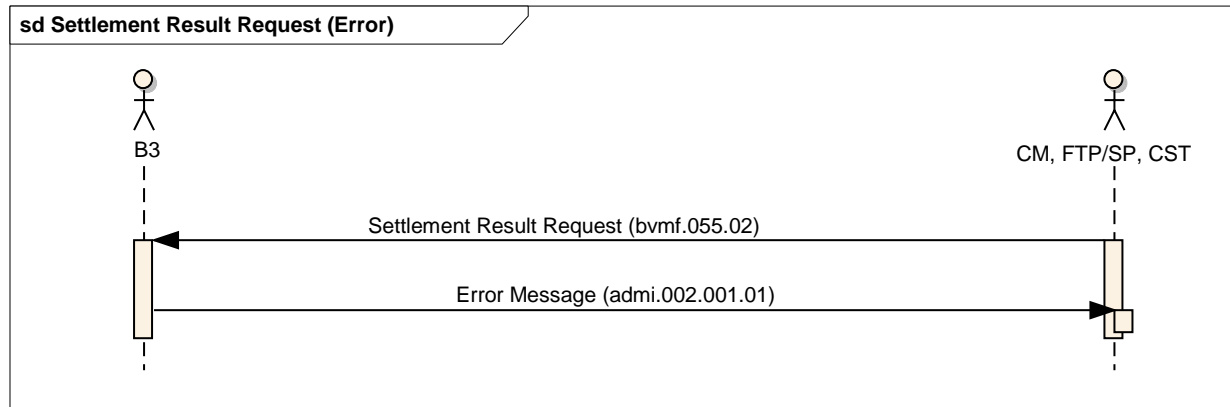 sd Settlement Result Request (Error)
B3
CM, FTP/SP, CST
Settlement Result Request (bvmf.055.02)
Error Message (admi.002.001.01)